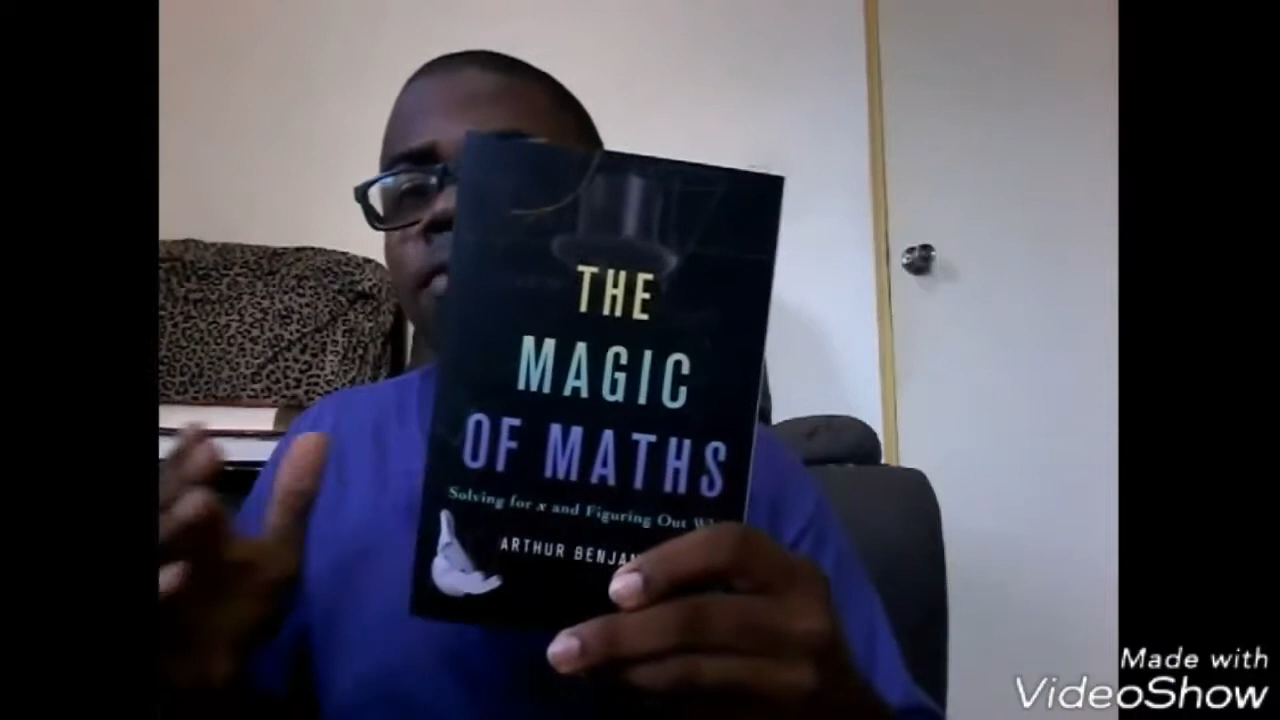 THE
MAGIC
OF MATHS
Solving for x and Figuring Out
ARTHUR
Made with
VideoShow